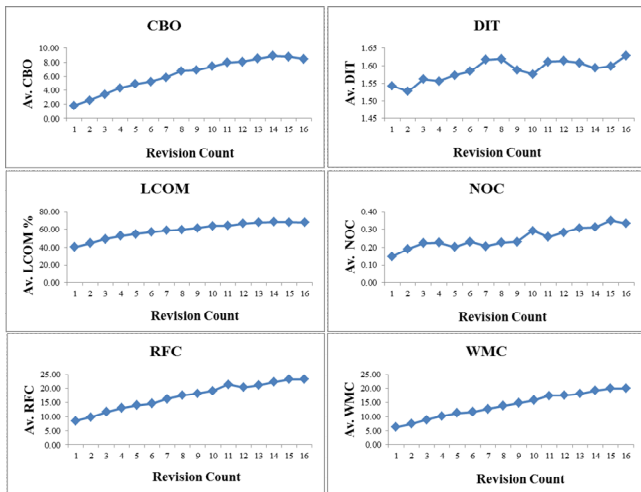 CBO
Av. CBO
10.00
8.00
6.00
4.00
2.00
0.00
1 2 3 4 5 6 7 8 9 10 11 12 13 14 15 16
Revision Count
DIT
Av. DIT
1.65
1.60
1.55
1.50
1.45
1 2 3 4 5 6 7 8 9 10 11 12 13 14 15 16
Revision Count
LCOM
Av. LCOM %
80.00
60.00
40.00
20.00
0.00
1 2 3 4 5 6 7 8 9 10 11 12 13 14 15 16
Revision Count
NOC
Av. NOC
0.40
0.30
0.20
0.10
0.00
1 2 3 4 5 6 7 8 9 10 11 12 13 14 15 16
Revision Count
RFC
Av. RFC
25.00
20.00
15.00
10.00
5.00
0.00
1 2 3 4 5 6 7 8 9 10 11 12 13 14 15 16
Revision Count
WMC
Av. WMC
25.00
20.00
15.00
10.00
5.00
0.00
1 2 3 4 5 6 7 8 9 10 11 12 13 14 15 16
Revision Count